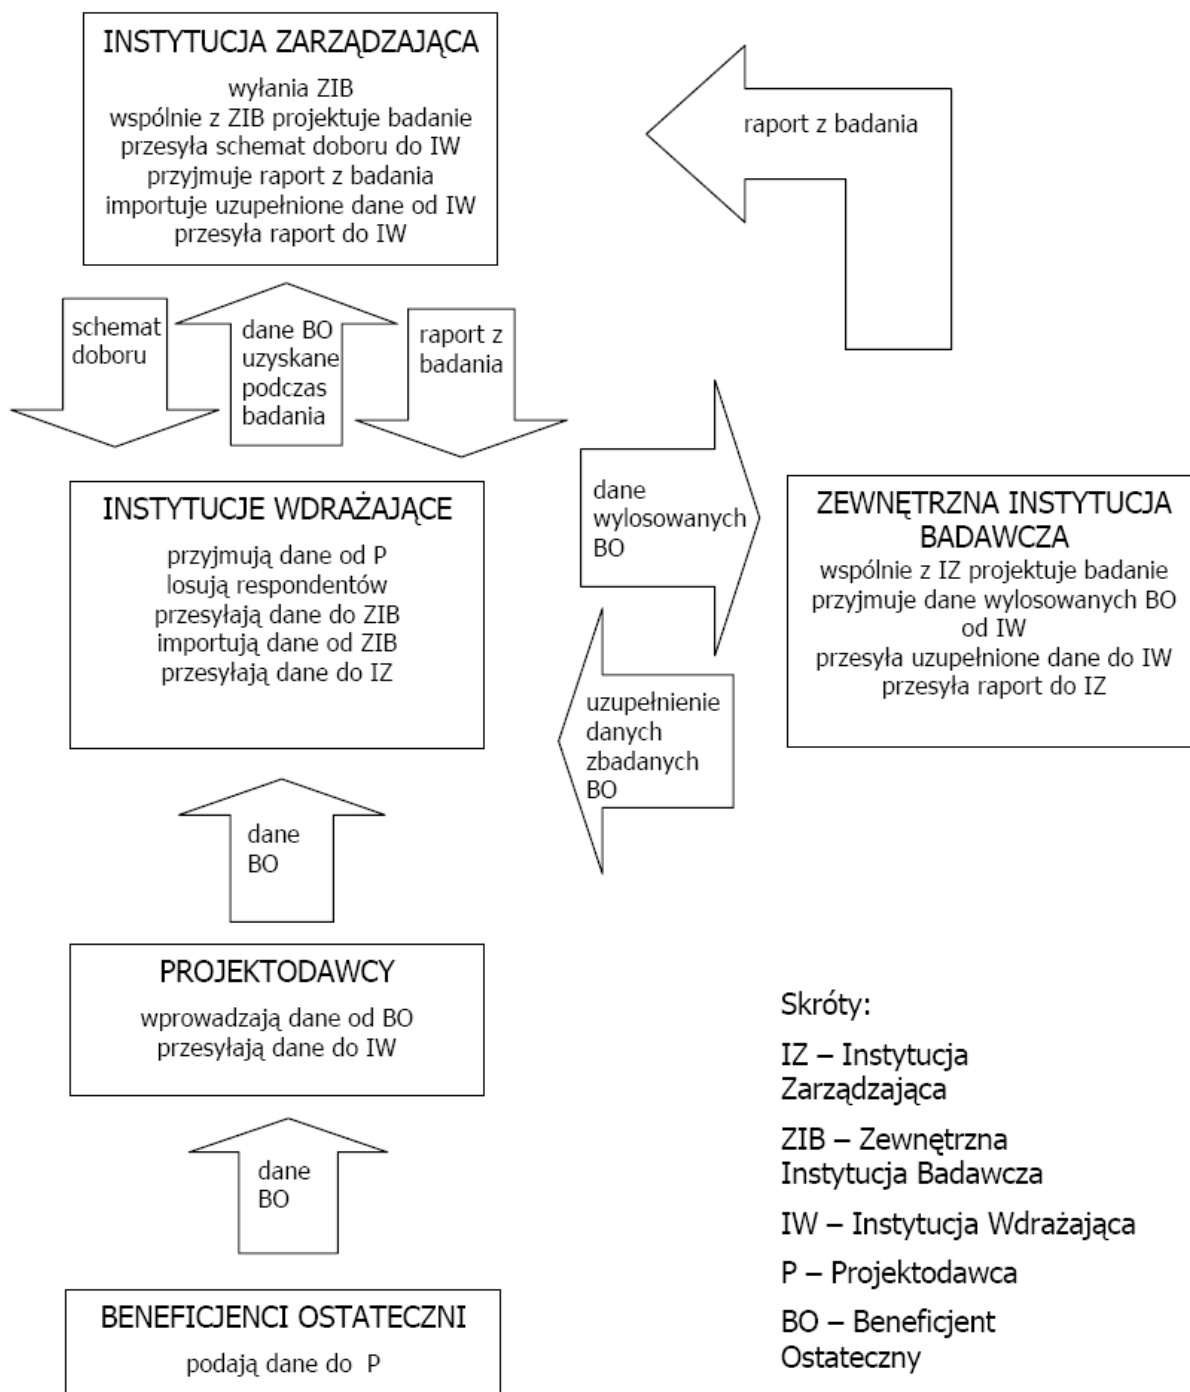 INSTYTUCJA ZARZĄDZAJĄCA
wyłania ZIB
wspólnie z ZIB projektuje badanie
przesyła schemat doboru do IW
przyjmuje raport z badania
importuje uzupełnione dane od IW
przesyła raport do IW
raport z badania
schemat
doboru
dane BO
uzyskane
podczas
badania
raport z
badania
INSTYTUCJE WDRAŻAJĄCE
przyjmują dane od P
losują respondentów
przesyłają dane do ZIB
importują dane od ZIB
przesyłają dane do IZ
dane
wylosowanych
BO
ZEWNĘTRZNA INSTYTUCJA
BADAWCZA
wspólnie z IZ projektuje badanie
przyjmuje dane wylosowanych BO
od IW
przesyła uzupełnione dane do IW
przesyła raport do IZ
uzupełnienie
danych
zbadanych
BO
dane
BO
PROJEKTODAWCY
wprowadzają dane od BO
przesyłają dane do IW
dane
BO
BENEFICJENCI OSTATECZNI
podają dane do P
Skróty:
IZ – Instytucja
Zarządzająca
ZIB – Zewnętrzna
Instytucja Badawcza
IW – Instytucja Wdrażająca
P – Projektodawca
BO – Beneficjent
Ostateczny